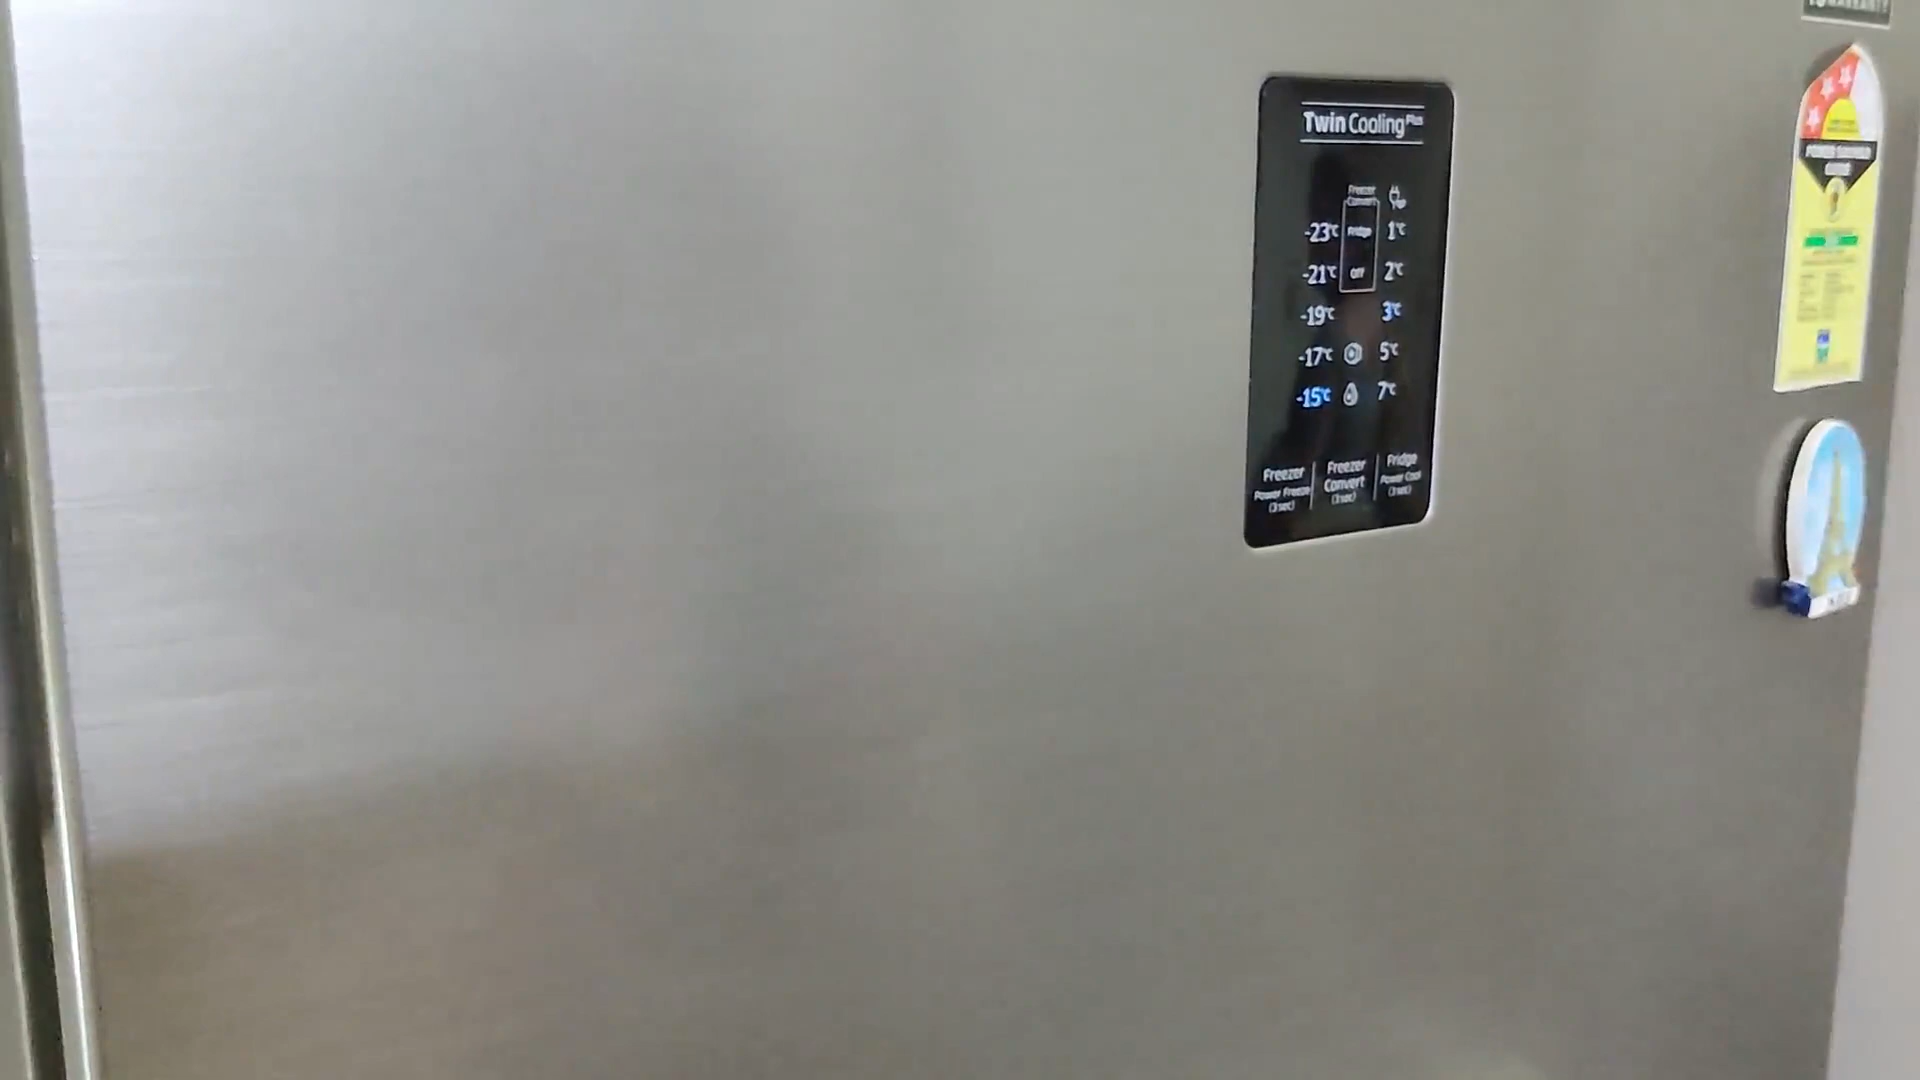 WARRANTY
Twin Cooling Plus
Freezer
Convert
-23℃ Fridge 1℃
-21℃ Off 2℃
-19℃ 3℃
-17℃ 5℃
-15℃ 7℃
Freezer
Power Freeze
(3sec)
Freezer
Convert
(3sec)
Fridge
Power Cool
(3sec)